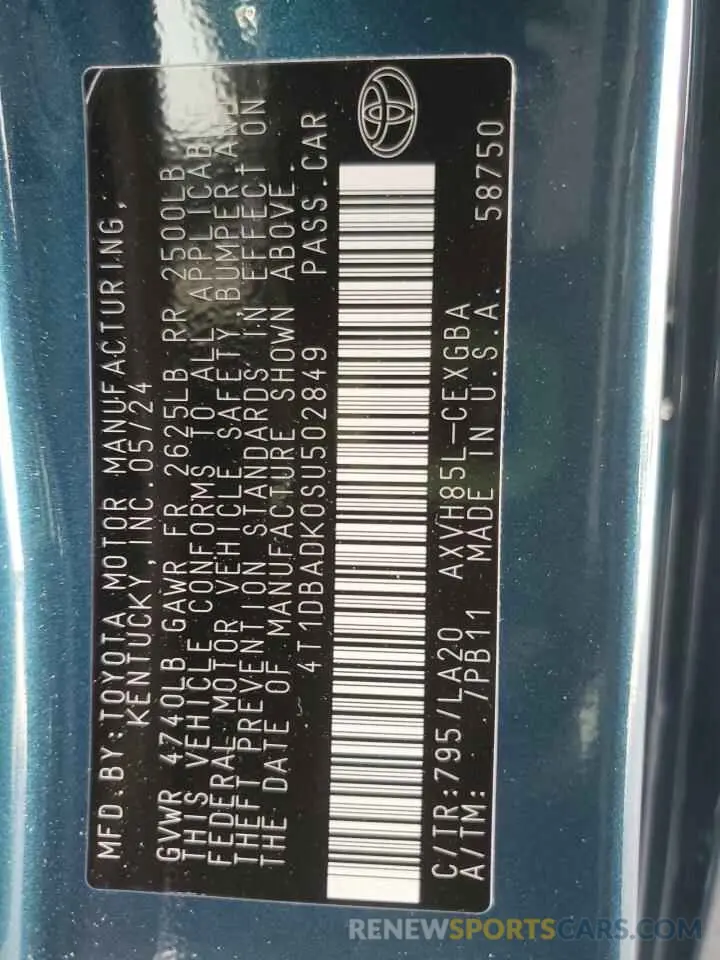 MFD.BY:TOYOTA MOTOR MANUFACTURING,
KENTUCKY, INC. 05/24
GVWR 4740LB GAWR FR 2625LB RR 2500LB
THIS VEHICLE CONFORMS TO ALL APPLICAB
FEDERAL MOTOR VEHICLE SAFETY, BUMPER AND
THEFT PREVENTION STANDARDS IN EFFECT ON
THE DATE OF MANUFACTURE SHOWN ABOVE.
4T1DBADK0SU502849 PASS.CAR
C/TR:795/LA20 AXVH85L-CEXGBA
A/TM: /PB11 MADE IN U.S.A. 58750
RENEWSPORTSCARS.COM